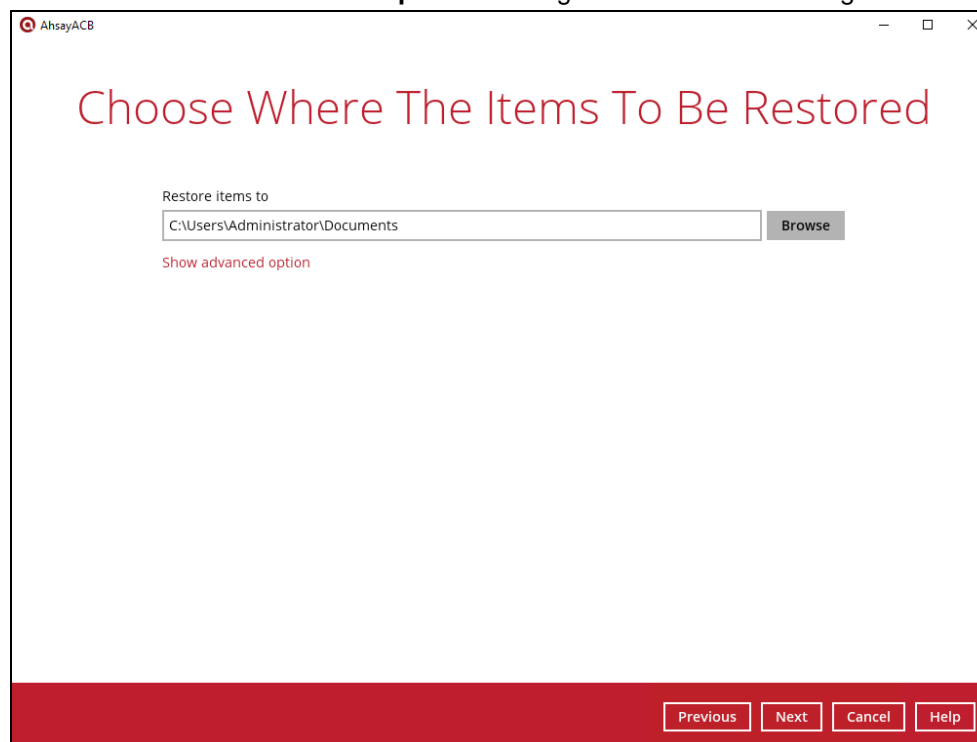 AhsayACB
Choose Where The Items To Be Restored
Restore items to
C:\Users\Administrator\Documents
Browse
Show advanced option
Previous
Next
Cancel
Help